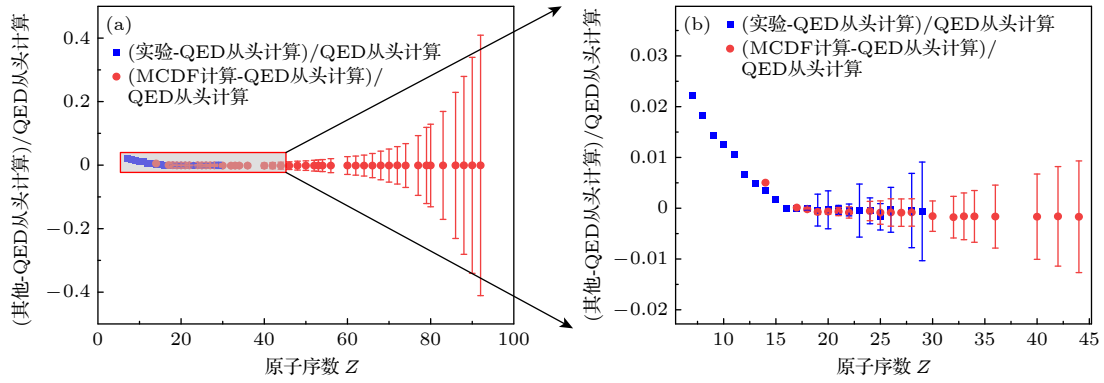 (a)
(实验-QED从头计算)/QED从头计算
(MCDF计算-QED从头计算)/
QED从头计算
(其他-QED从头计算)/QED从头计算
0.4
0.2
0
-0.2
-0.4
0
20
40
60
80
100
原子序数 Z
(b)
(实验-QED从头计算)/QED从头计算
(MCDF计算-QED从头计算)/
QED从头计算
(其他-QED从头计算)/QED从头计算
0.03
0.02
0.01
0
-0.01
-0.02
10
15
20
25
30
35
40
45
原子序数 Z